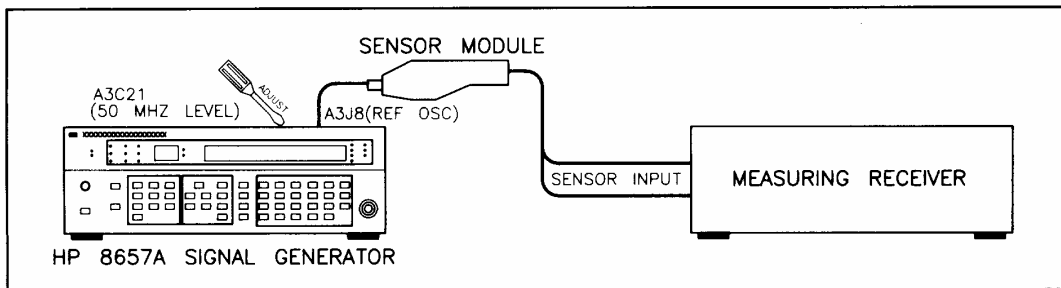 SENSOR MODULE
A3C21
(50 MHZ LEVEL)
ADJUST
A3J8(REF OSC)
SENSOR INPUT
MEASURING RECEIVER
HP 8657A SIGNAL GENERATOR